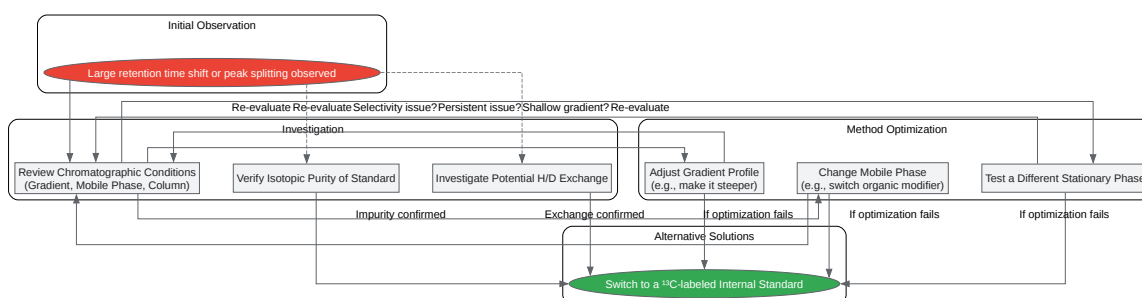 Initial Observation
Large retention time shift or peak splitting observed
Re-evaluate Re-evaluate Selectivity issue? Persistent issue? Shallow gradient? Re-evaluate
Investigation
Method Optimization
Review Chromatographic Conditions
(Gradient, Mobile Phase, Column)
Verify Isotopic Purity of Standard
Investigate Potential H/D Exchange
Adjust Gradient Profile
(e.g., make it steeper)
Change Mobile Phase
(e.g., switch organic modifier)
Test a Different Stationary Phase
Impurity confirmed
Exchange confirmed
If optimization fails
If optimization fails
If optimization fails
Alternative Solutions
Switch to a ¹³C-labeled Internal Standard